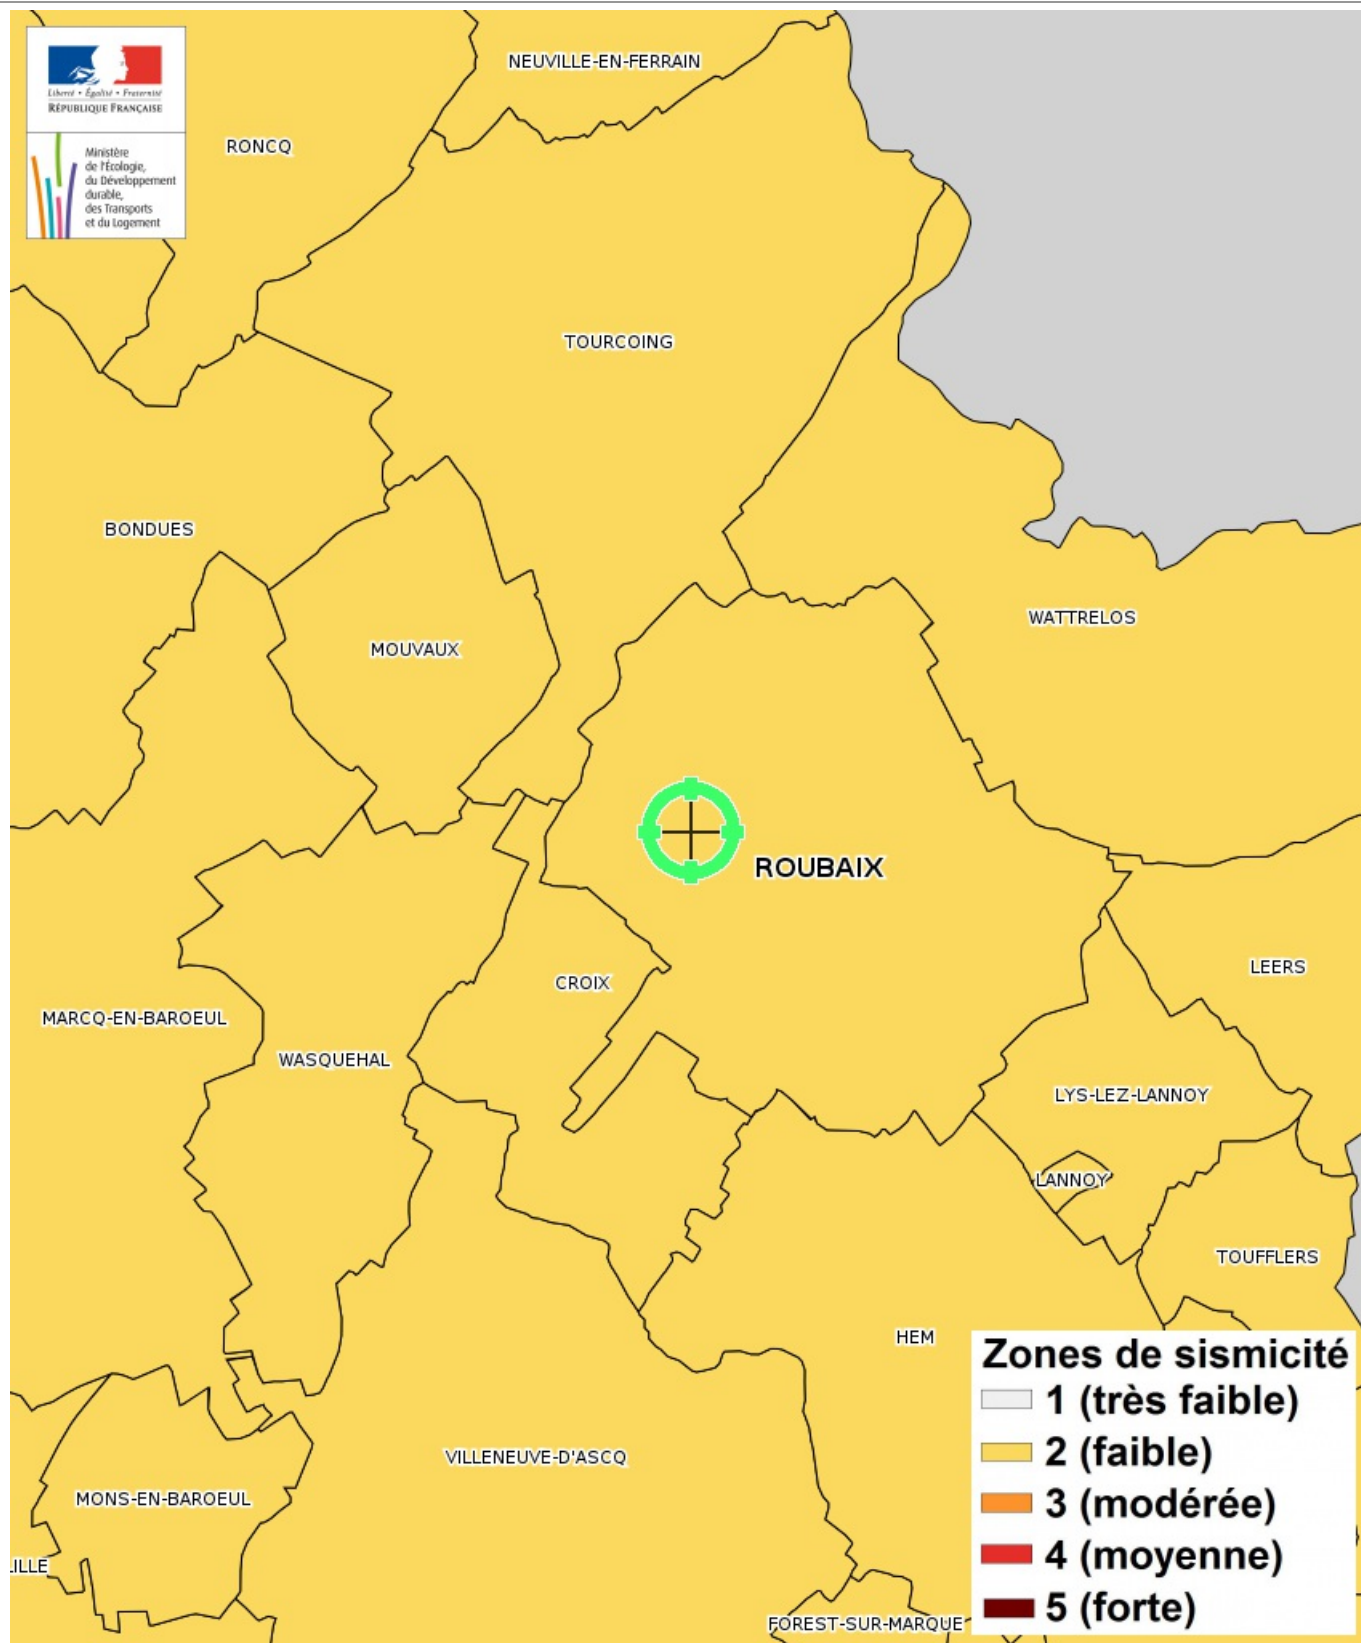 Liberté • Égalité • Fraternité
RÉPUBLIQUE FRANÇAISE
Ministère
de l'Écologie,
du Développement
durable,
des Transports
et du Logement
NEUVILLE-EN-FERRAIN
RONCQ
TOURCOING
BONDUES
WATTRELOS
MOUVAUX
ROUBAIX
LEERS
CROIX
MARCQ-EN-BAROEUL
WASQUEHAL
LYS-LEZ-LANNOY
LANNOY
TOUFFLERS
HEM
VILLENEUVE-D'ASCQ
MONS-EN-BAROEUL
LILLE
FOREST-SUR-MARQUE
Zones de sismicité
1 (très faible)
2 (faible)
3 (modérée)
4 (moyenne)
5 (forte)